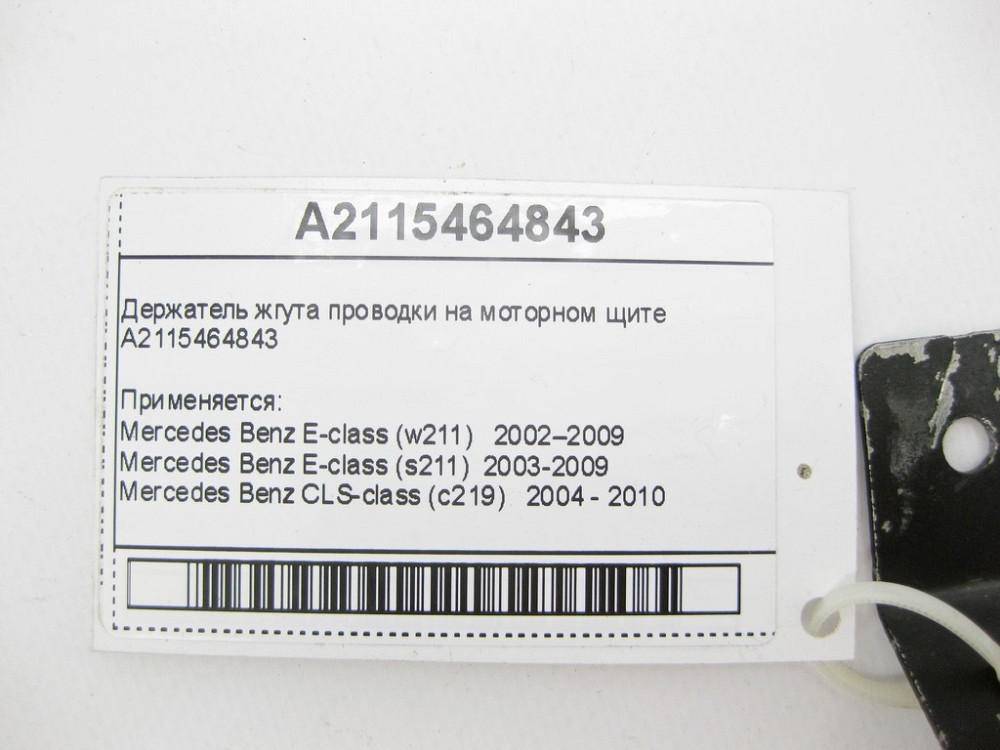 A2115464843
Держатель жгута проводки на моторном щите
A2115464843
Применяется:
Mercedes Benz E-class (w211) 2002–2009
Mercedes Benz E-class (s211) 2003-2009
Mercedes Benz CLS-class (c219) 2004 - 2010